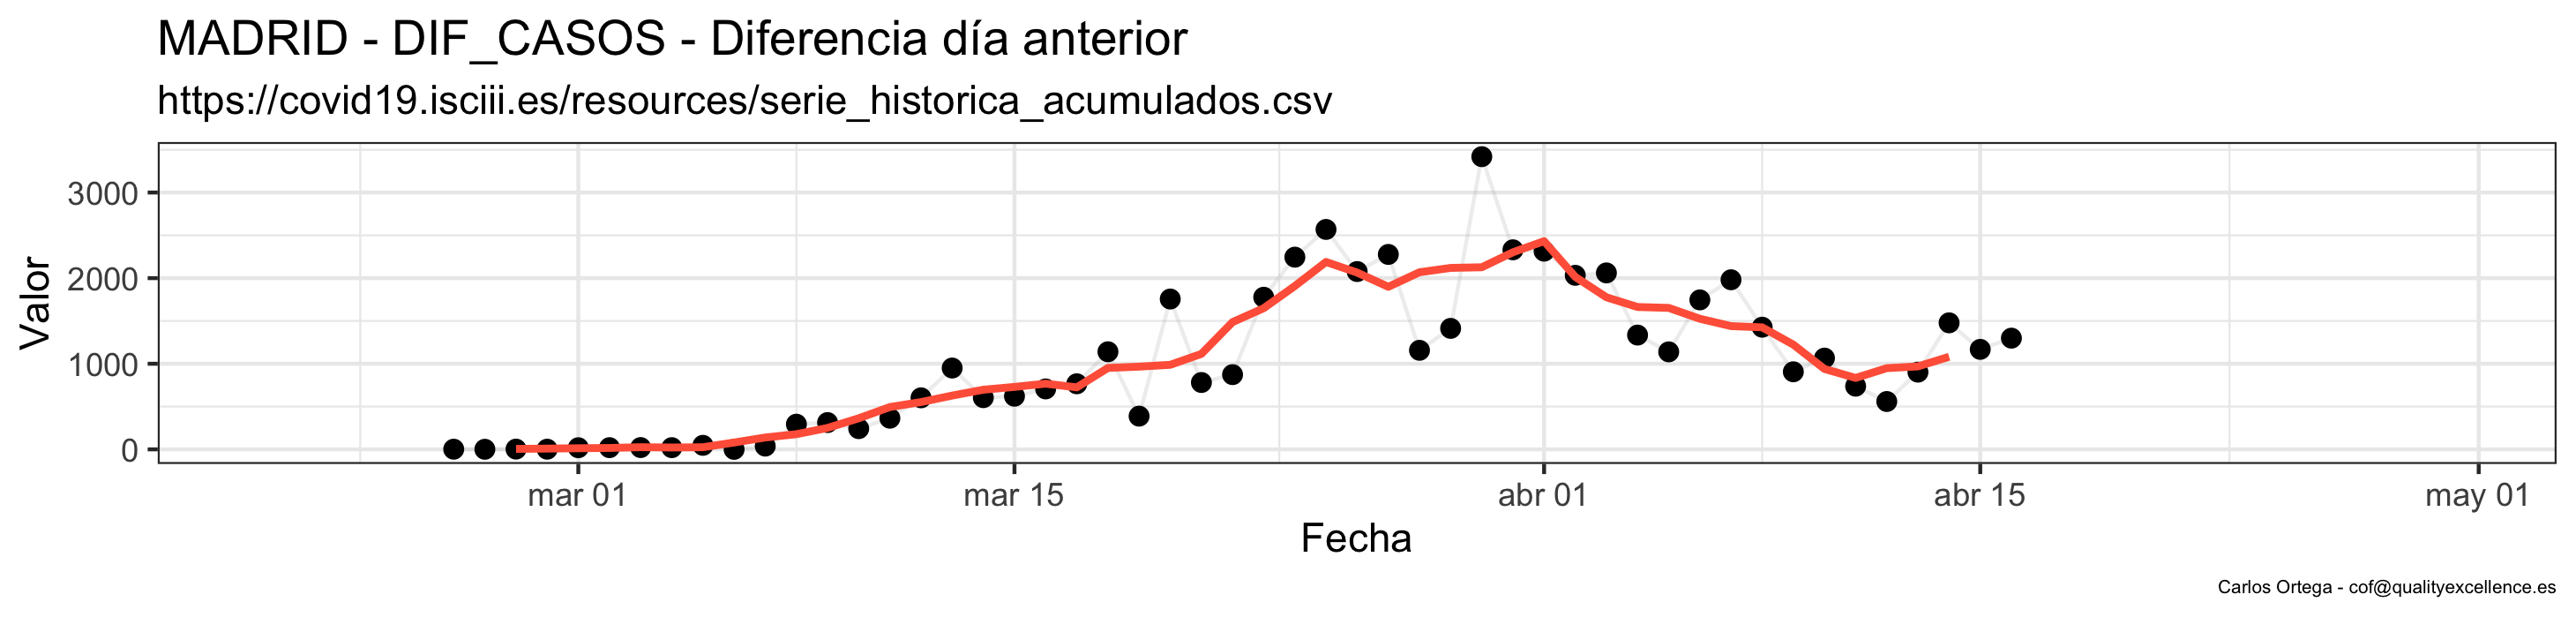 MADRID - DIF_CASOS - Diferencia día anterior
https://covid19.isciii.es/resources/serie_historica_acumulados.csv
Valor
3000
2000
1000
0
mar 01 mar 15 abr 01 abr 15 may 01
Fecha
Carlos Ortega - cof@qualityexcellence.es